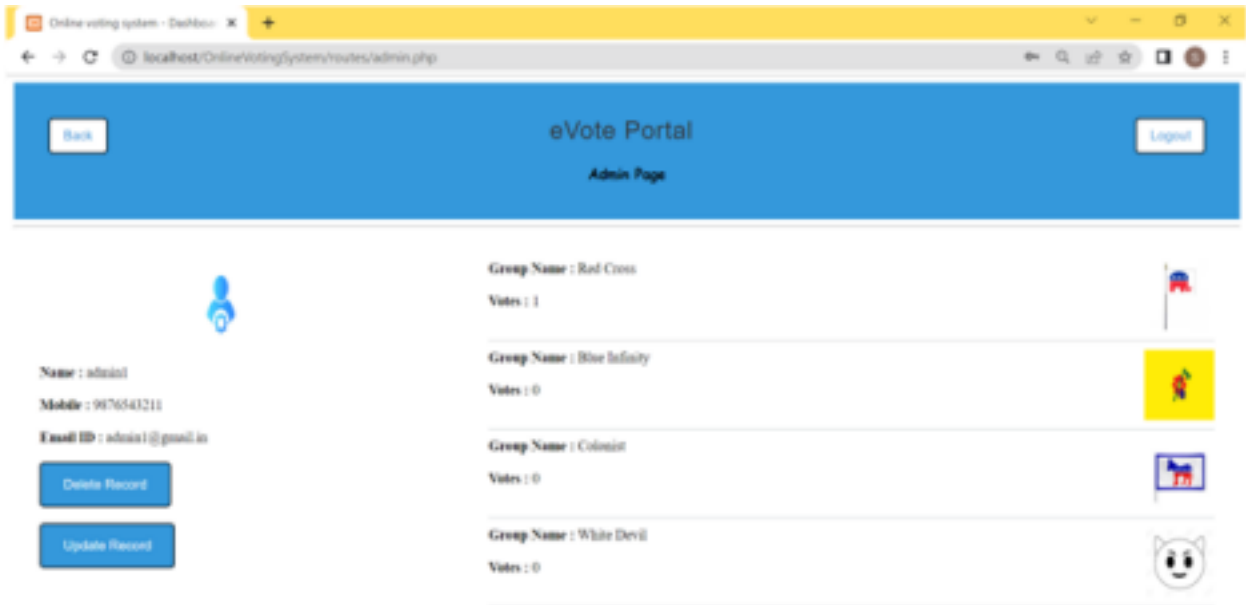 Online voting system - Dashboar
localhost/OnlineVotingSystem/routes/admin.php
Back
eVote Portal
Logout
Admin Page
Group Name : Red Cross
Votes : 1
Group Name : Blue Infinity
Votes : 0
Name : admin1
Mobile : 9876543211
Email ID : admin1@gmail.in
Group Name : Colonist
Votes : 0
Delete Record
Update Record
Group Name : White Devil
Votes : 0